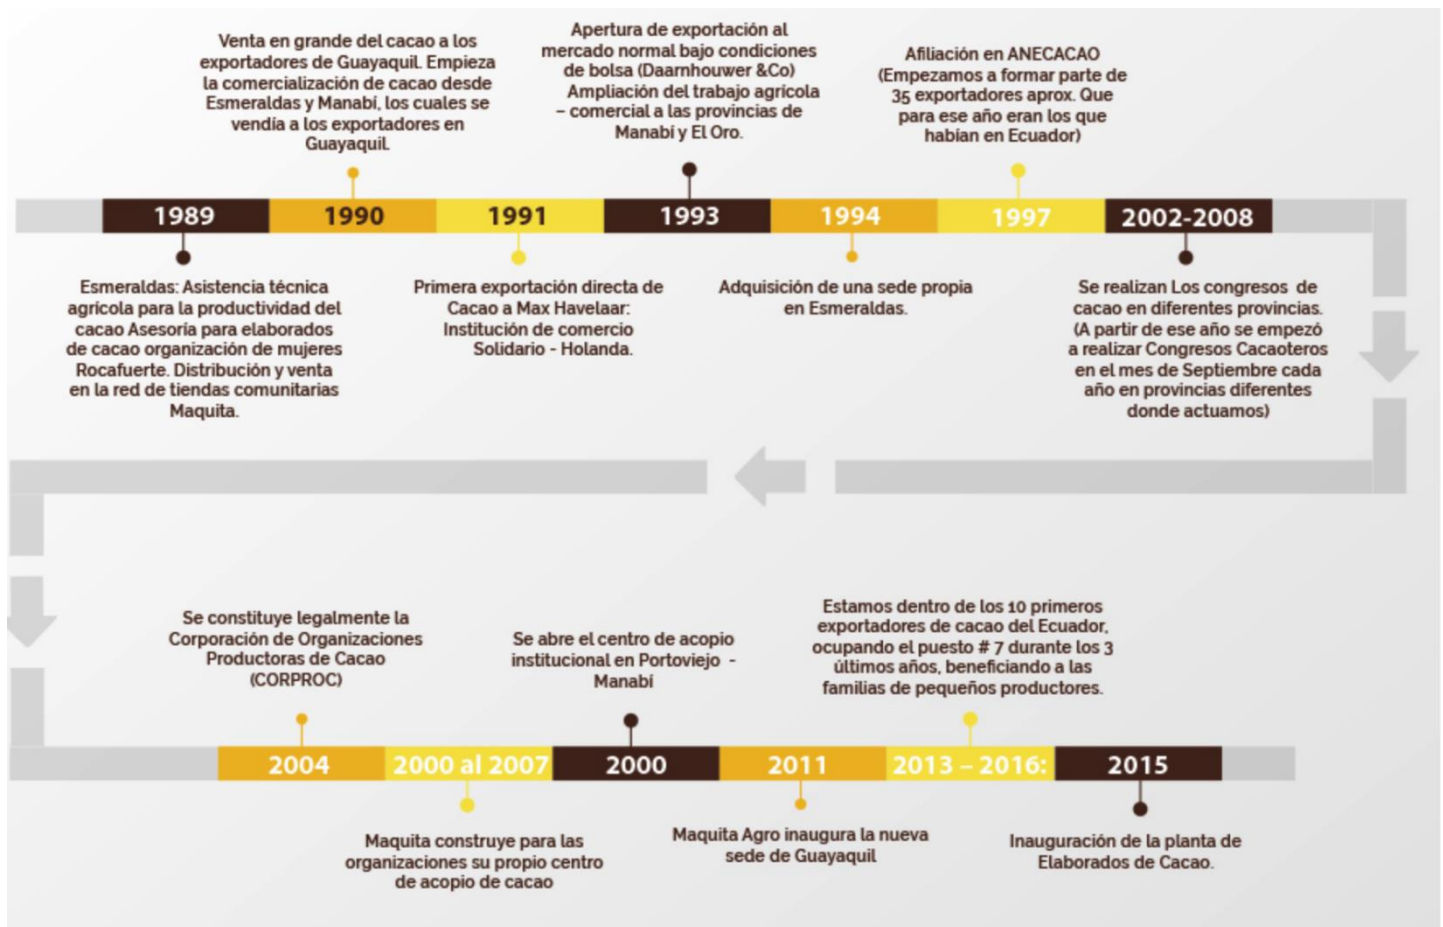 Venta en grande del cacao a los
exportadores de Guayaquil. Empieza
la comercialización de cacao desde
Esmeraldas y Manabí, los cuales se
vendía a los exportadores en
Guayaquil.
Apertura de exportación al
mercado normal bajo condiciones
de bolsa (Daarnhouwer &Co)
Ampliación del trabajo agrícola
– comercial a las provincias de
Manabí y El Oro.
Afiliación en ANECACAO
(Empezamos a formar parte de
35 exportadores aprox. Que
para ese año eran los que
habían en Ecuador)
1989
1990
1991
1993
1994
1997
2002-2008
Esmeraldas: Asistencia técnica
agrícola para la productividad del
cacao Asesoría para elaborados
de cacao organización de mujeres
Rocafuerte. Distribución y venta
en la red de tiendas comunitarias
Maquita.
Primera exportación directa de
Cacao a Max Havelaar:
Institución de comercio
Solidario - Holanda.
Adquisición de una sede propia
en Esmeraldas.
Se realizan Los congresos de
cacao en diferentes provincias.
(A partir de ese año se empezó
a realizar Congresos Cacaoteros
en el mes de Septiembre cada
año en provincias diferentes
donde actuamos)
Se constituye legalmente la
Corporación de Organizaciones
Productoras de Cacao
(CORPROC)
Se abre el centro de acopio
institucional en Portoviejo -
Manabí
Estamos dentro de los 10 primeros
exportadores de cacao del Ecuador,
ocupando el puesto # 7 durante los 3
últimos años, beneficiando a las
familias de pequeños productores.
2004
2000 al 2007
2000
2011
2013 – 2016:
2015
Maquita construye para las
organizaciones su propio centro
de acopio de cacao
Maquita Agro inaugura la nueva
sede de Guayaquil
Inauguración de la planta de
Elaborados de Cacao.